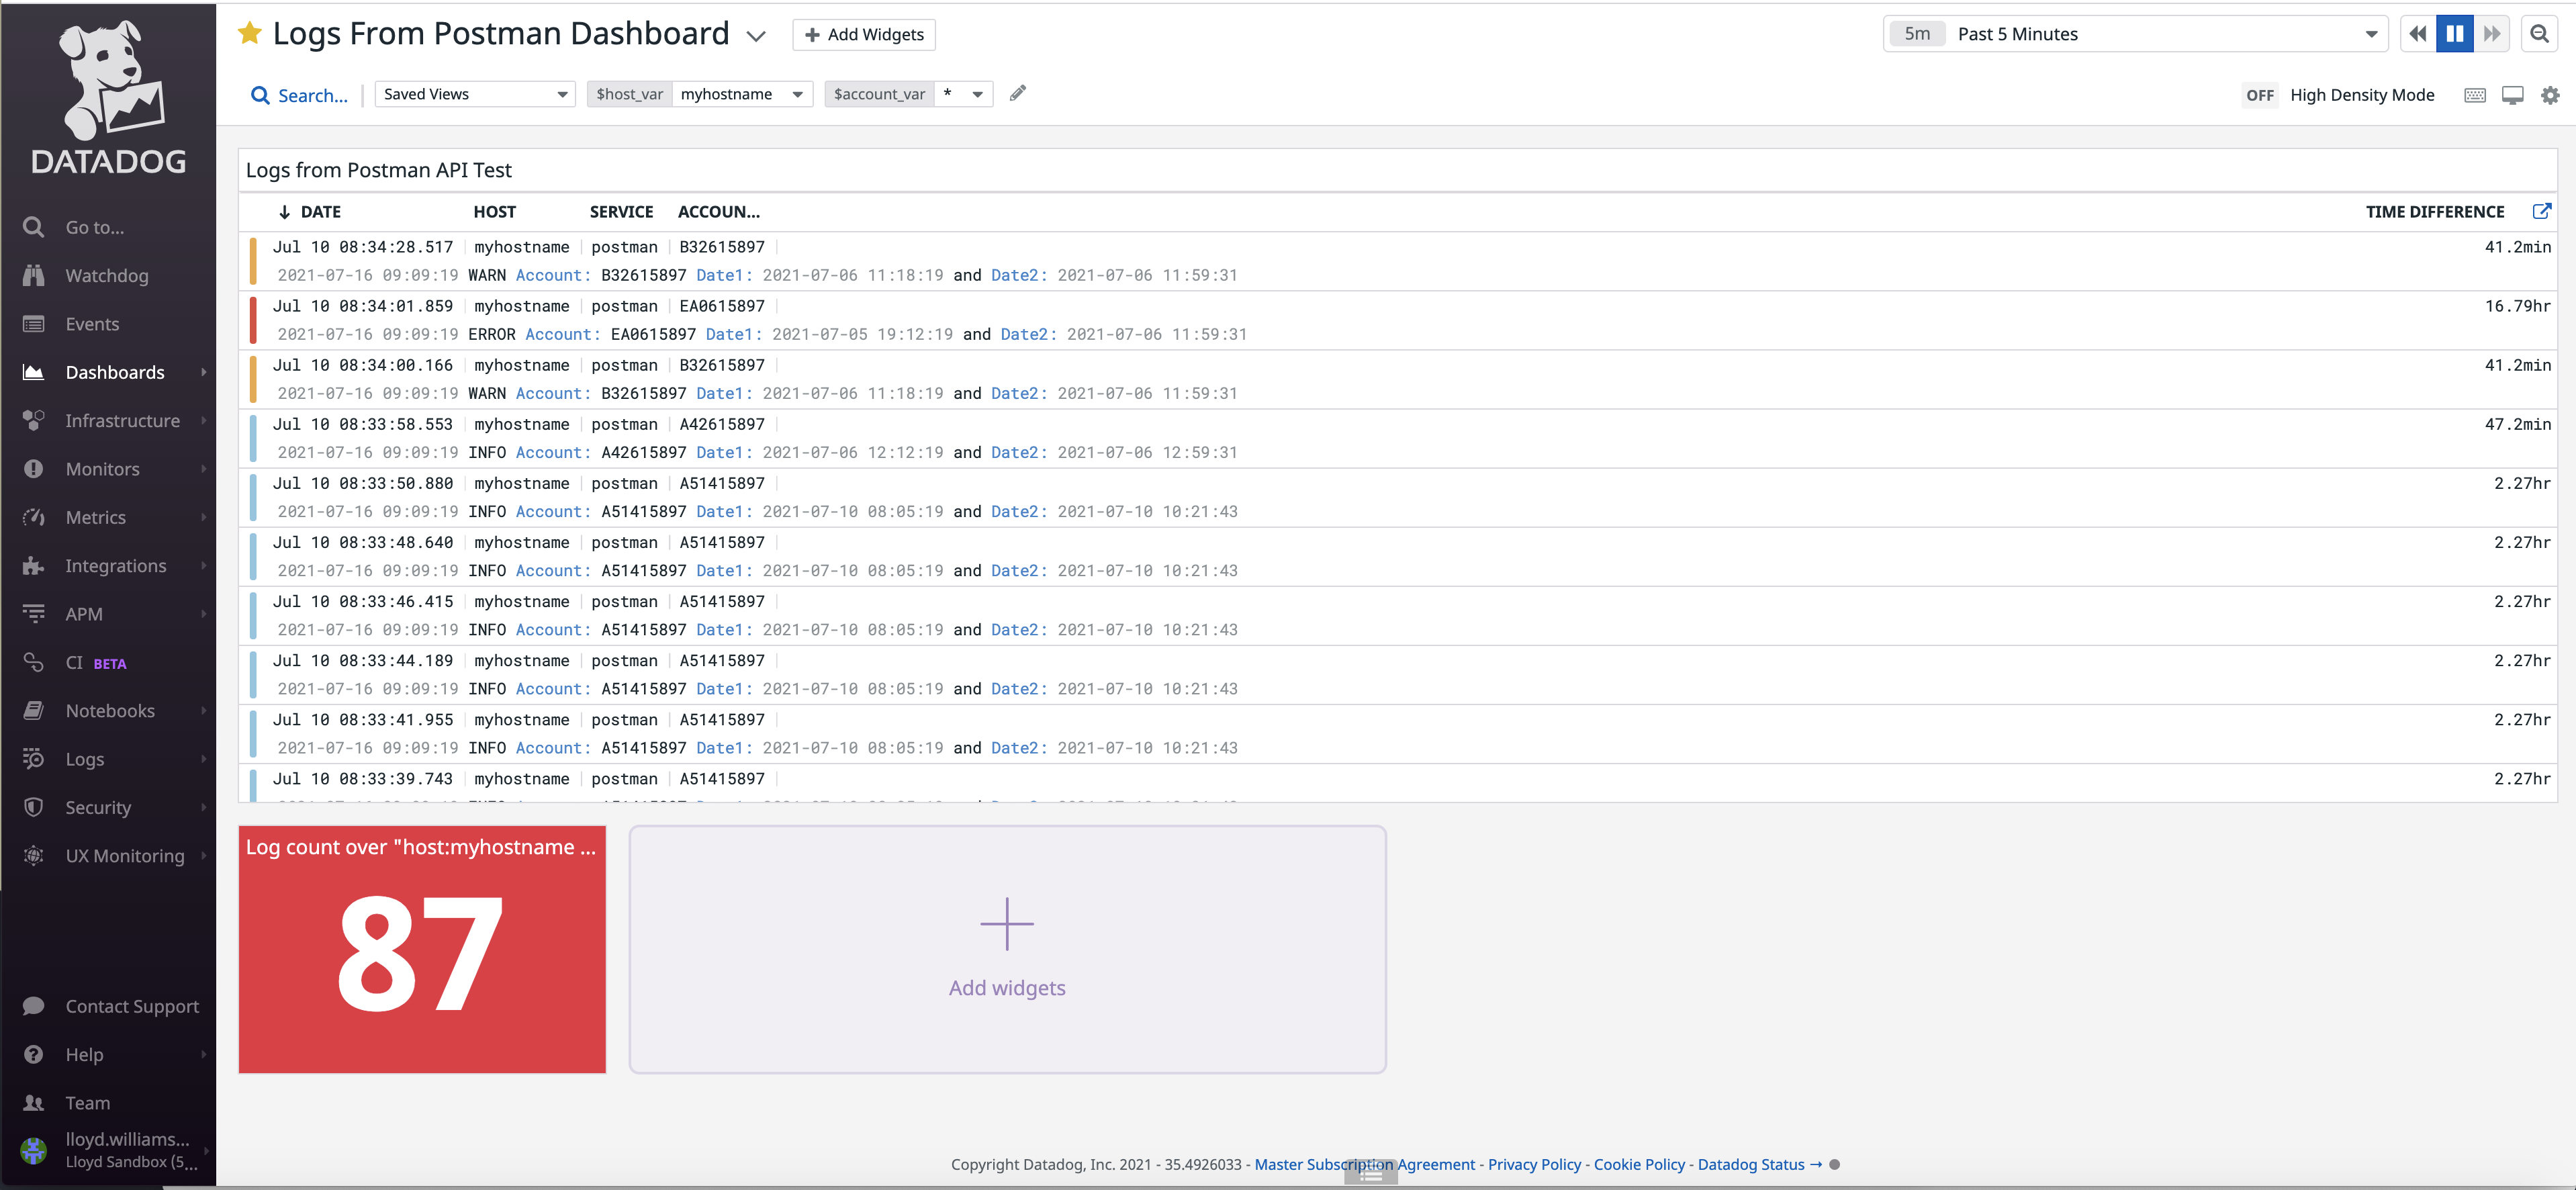 DATADOG
Go to...
Watchdog
Events
Dashboards
Infrastructure
Monitors
Metrics
Integrations
APM
CI BETA
Notebooks
Logs
Security
UX Monitoring
Contact Support
Help
Team
lloyd.williams...
Lloyd Sandbox (5...
Logs From Postman Dashboard
+ Add Widgets
5m Past 5 Minutes
Search...
Saved Views
$host_var myhostname
$account_var *
OFF High Density Mode
Logs from Postman API Test
↓ DATE HOST SERVICE ACCOUN... TIME DIFFERENCE
Jul 10 08:34:28.517 myhostname postman B32615897 41.2min
2021-07-16 09:09:19 WARN Account: B32615897 Date1: 2021-07-06 11:18:19 and Date2: 2021-07-06 11:59:31
Jul 10 08:34:01.859 myhostname postman EA0615897 16.79hr
2021-07-16 09:09:19 ERROR Account: EA0615897 Date1: 2021-07-05 19:12:19 and Date2: 2021-07-06 11:59:31
Jul 10 08:34:00.166 myhostname postman B32615897 41.2min
2021-07-16 09:09:19 WARN Account: B32615897 Date1: 2021-07-06 11:18:19 and Date2: 2021-07-06 11:59:31
Jul 10 08:33:58.553 myhostname postman A42615897 47.2min
2021-07-16 09:09:19 INFO Account: A42615897 Date1: 2021-07-06 12:12:19 and Date2: 2021-07-06 12:59:31
Jul 10 08:33:50.880 myhostname postman A51415897 2.27hr
2021-07-16 09:09:19 INFO Account: A51415897 Date1: 2021-07-10 08:05:19 and Date2: 2021-07-10 10:21:43
Jul 10 08:33:48.640 myhostname postman A51415897 2.27hr
2021-07-16 09:09:19 INFO Account: A51415897 Date1: 2021-07-10 08:05:19 and Date2: 2021-07-10 10:21:43
Jul 10 08:33:46.415 myhostname postman A51415897 2.27hr
2021-07-16 09:09:19 INFO Account: A51415897 Date1: 2021-07-10 08:05:19 and Date2: 2021-07-10 10:21:43
Jul 10 08:33:44.189 myhostname postman A51415897 2.27hr
2021-07-16 09:09:19 INFO Account: A51415897 Date1: 2021-07-10 08:05:19 and Date2: 2021-07-10 10:21:43
Jul 10 08:33:41.955 myhostname postman A51415897 2.27hr
2021-07-16 09:09:19 INFO Account: A51415897 Date1: 2021-07-10 08:05:19 and Date2: 2021-07-10 10:21:43
Jul 10 08:33:39.743 myhostname postman A51415897 2.27hr
Log count over "host:myhostname ...
87
Add widgets
Copyright Datadog, Inc. 2021 - 35.4926033 - Master Subscription Agreement - Privacy Policy - Cookie Policy - Datadog Status →